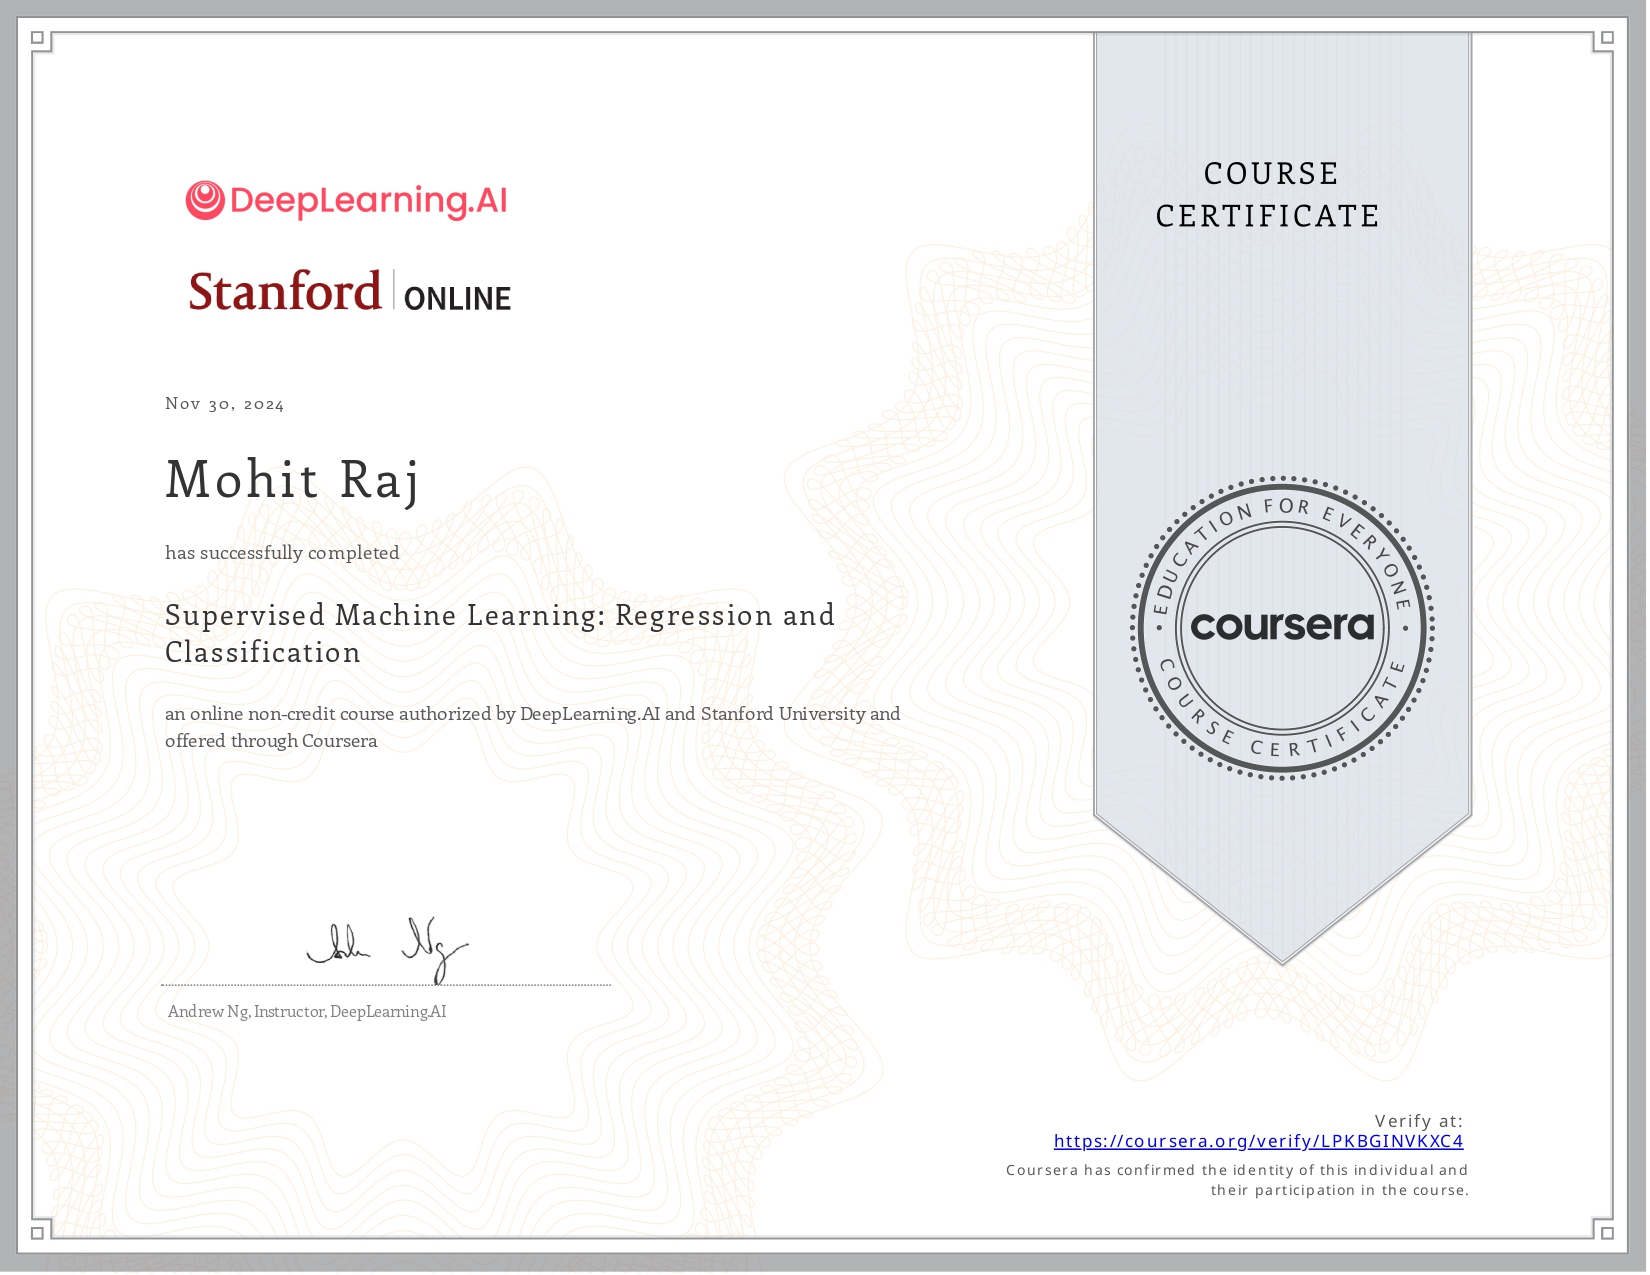 DeepLearning.AI
Stanford ONLINE
Nov 30, 2024
Mohit Raj
has successfully completed
Supervised Machine Learning: Regression and
Classification
an online non-credit course authorized by DeepLearning.AI and Stanford University and
offered through Coursera
Andrew Ng
Andrew Ng, Instructor, DeepLearning.AI
COURSE
CERTIFICATE
• EDUCATION FOR EVERYONE •
coursera
COURSE CERTIFICATE
Verify at:
https://coursera.org/verify/LPKBGINVKXC4
Coursera has confirmed the identity of this individual and
their participation in the course.